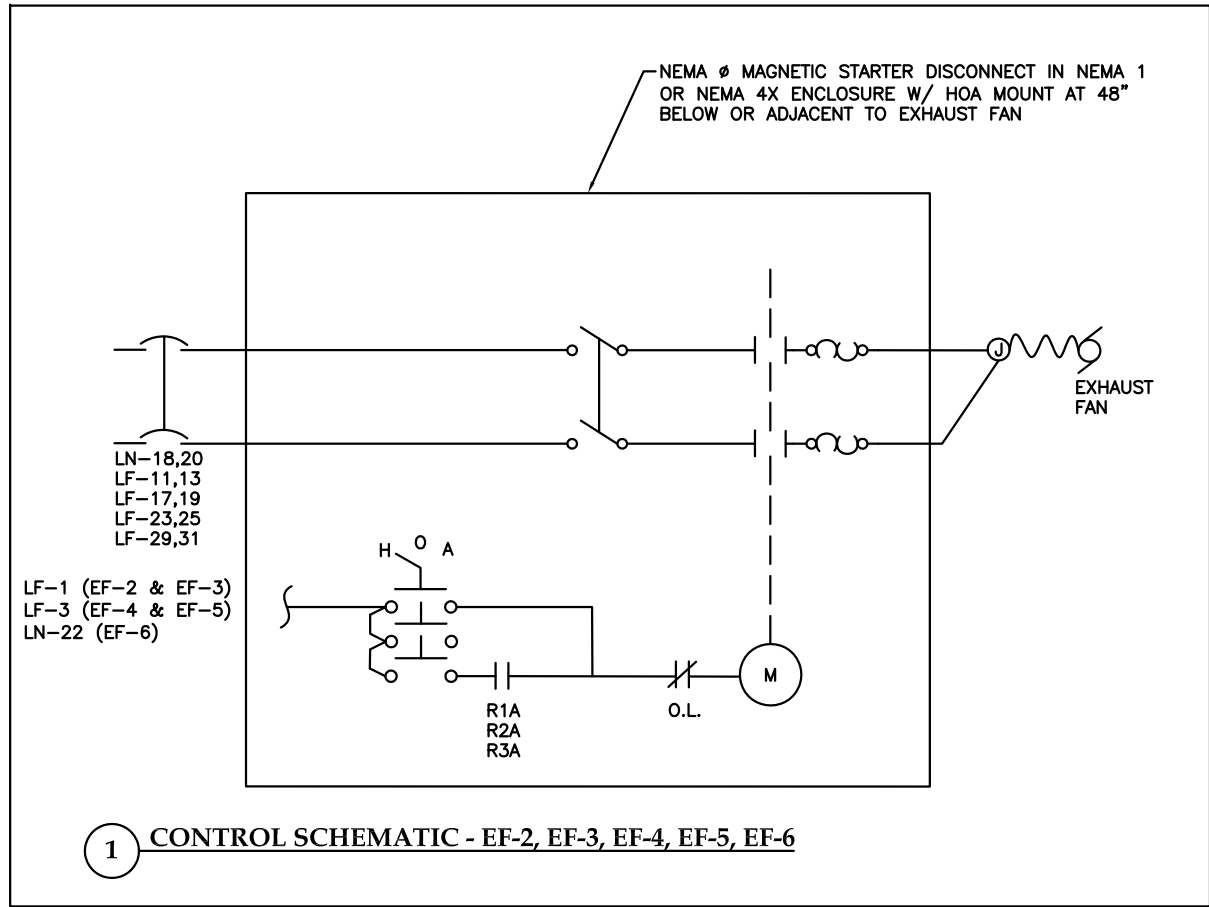 NEMA Ø MAGNETIC STARTER DISCONNECT IN NEMA 1
OR NEMA 4X ENCLOSURE W/ HOA MOUNT AT 48"
BELOW OR ADJACENT TO EXHAUST FAN
J
EXHAUST
FAN
LN-18,20
LF-11,13
LF-17,19
LF-23,25
LF-29,31
H O A
LF-1 (EF-2 & EF-3)
LF-3 (EF-4 & EF-5)
LN-22 (EF-6)
M
R1A
R2A
R3A
O.L.
1 CONTROL SCHEMATIC - EF-2, EF-3, EF-4, EF-5, EF-6